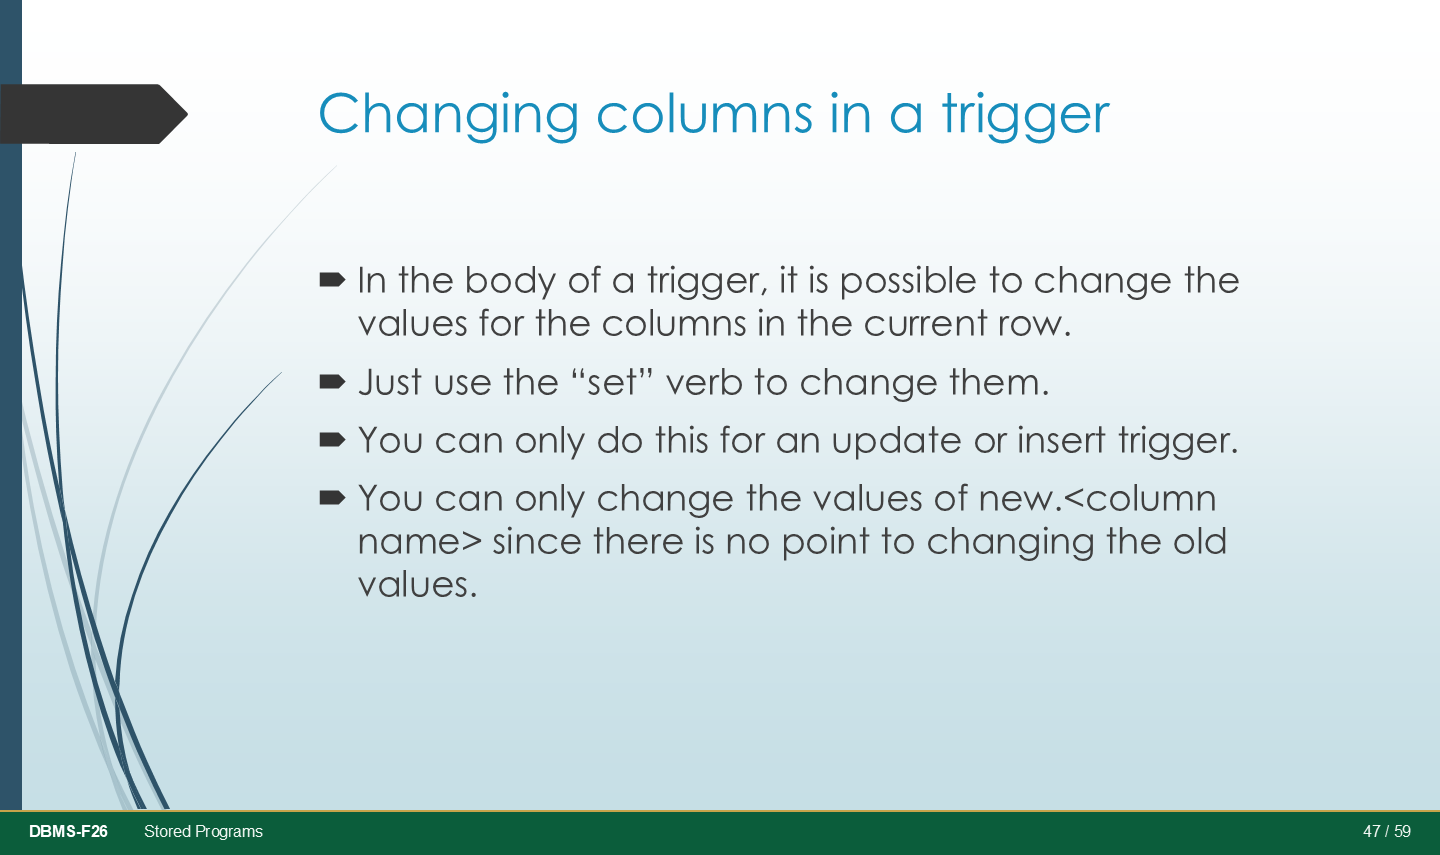 Changing columns in a trigger
In the body of a trigger, it is possible to change the
values for the columns in the current row.
Just use the “set” verb to change them.
You can only do this for an update or insert trigger.
You can only change the values of new.<column
name> since there is no point to changing the old
values.
DBMS-F26 Stored Programs 47 / 59